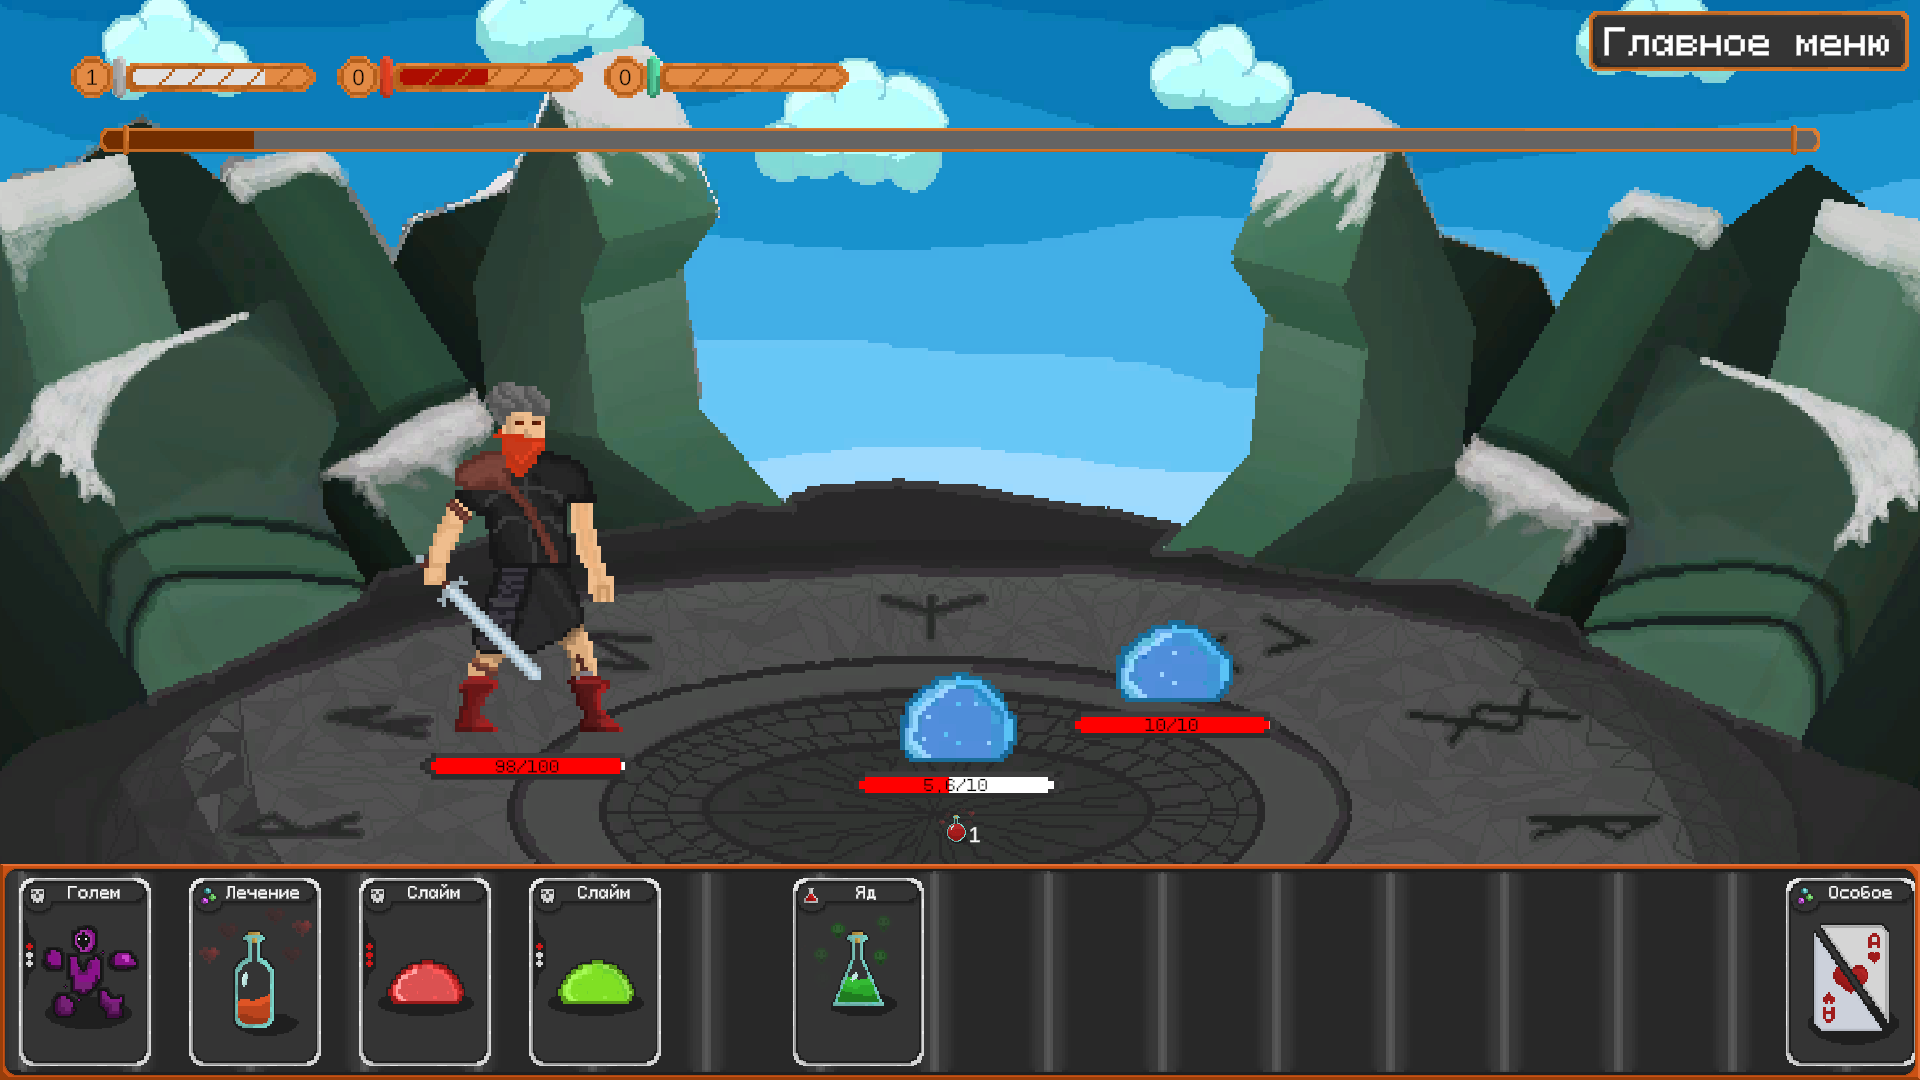 Главное меню
1
0
0
98/100
5,6/10
10/10
1
Голем
Лечение
Слайм
Слайм
Яд
Особое
A
A